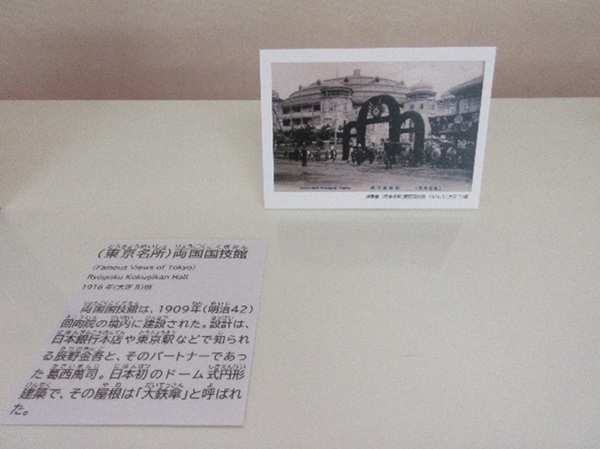 (東京名所)両国国技館
(Famous Views of Tokyo)
Ryōgoku Kokugikan Hall
1916年(大正5)頃
両国国技館は、1909年(明治42)
回向院の境内に建設された。設計は、
日本銀行本店や東京駅などで知られ
る辰野金吾と、そのパートナーであっ
た葛西萬司。日本初のドーム式円形
建築で、その屋根は「大鉄傘」と呼ばれ
た。